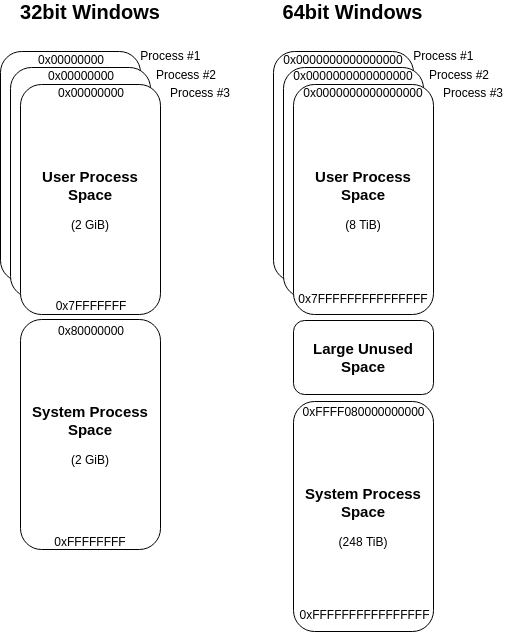 32bit Windows
0x00000000
Process #1
0x00000000
Process #2
0x00000000
Process #3
User Process
Space
(2 GiB)
0x7FFFFFFF
0x80000000
System Process
Space
(2 GiB)
0xFFFFFFFF
64bit Windows
0x0000000000000000
Process #1
0x0000000000000000
Process #2
0x0000000000000000
Process #3
User Process
Space
(8 TiB)
0x7FFFFFFFFFFFFFFF
Large Unused
Space
0xFFFF080000000000
System Process
Space
(248 TiB)
0xFFFFFFFFFFFFFFFF